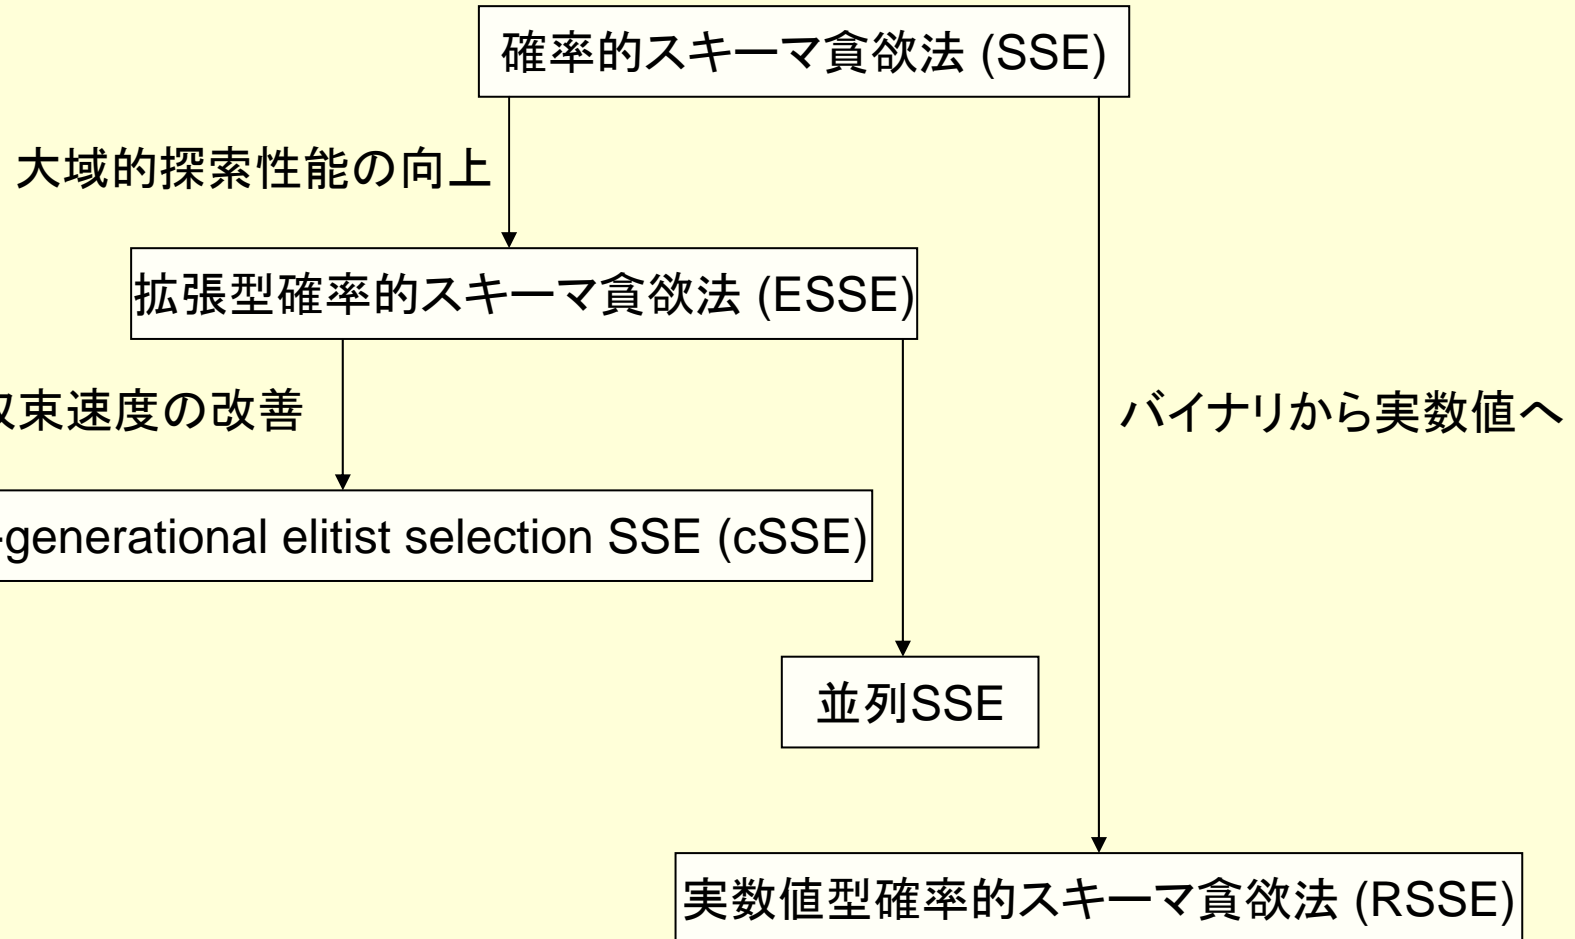 確率的スキーマ貪欲法 (SSE)
大域的探索性能の向上
拡張型確率的スキーマ貪欲法 (ESSE)
束速度の改善
バイナリから実数値へ
-generational elitist selection SSE (cSSE)
並列SSE
実数値型確率的スキーマ貪欲法 (RSSE)